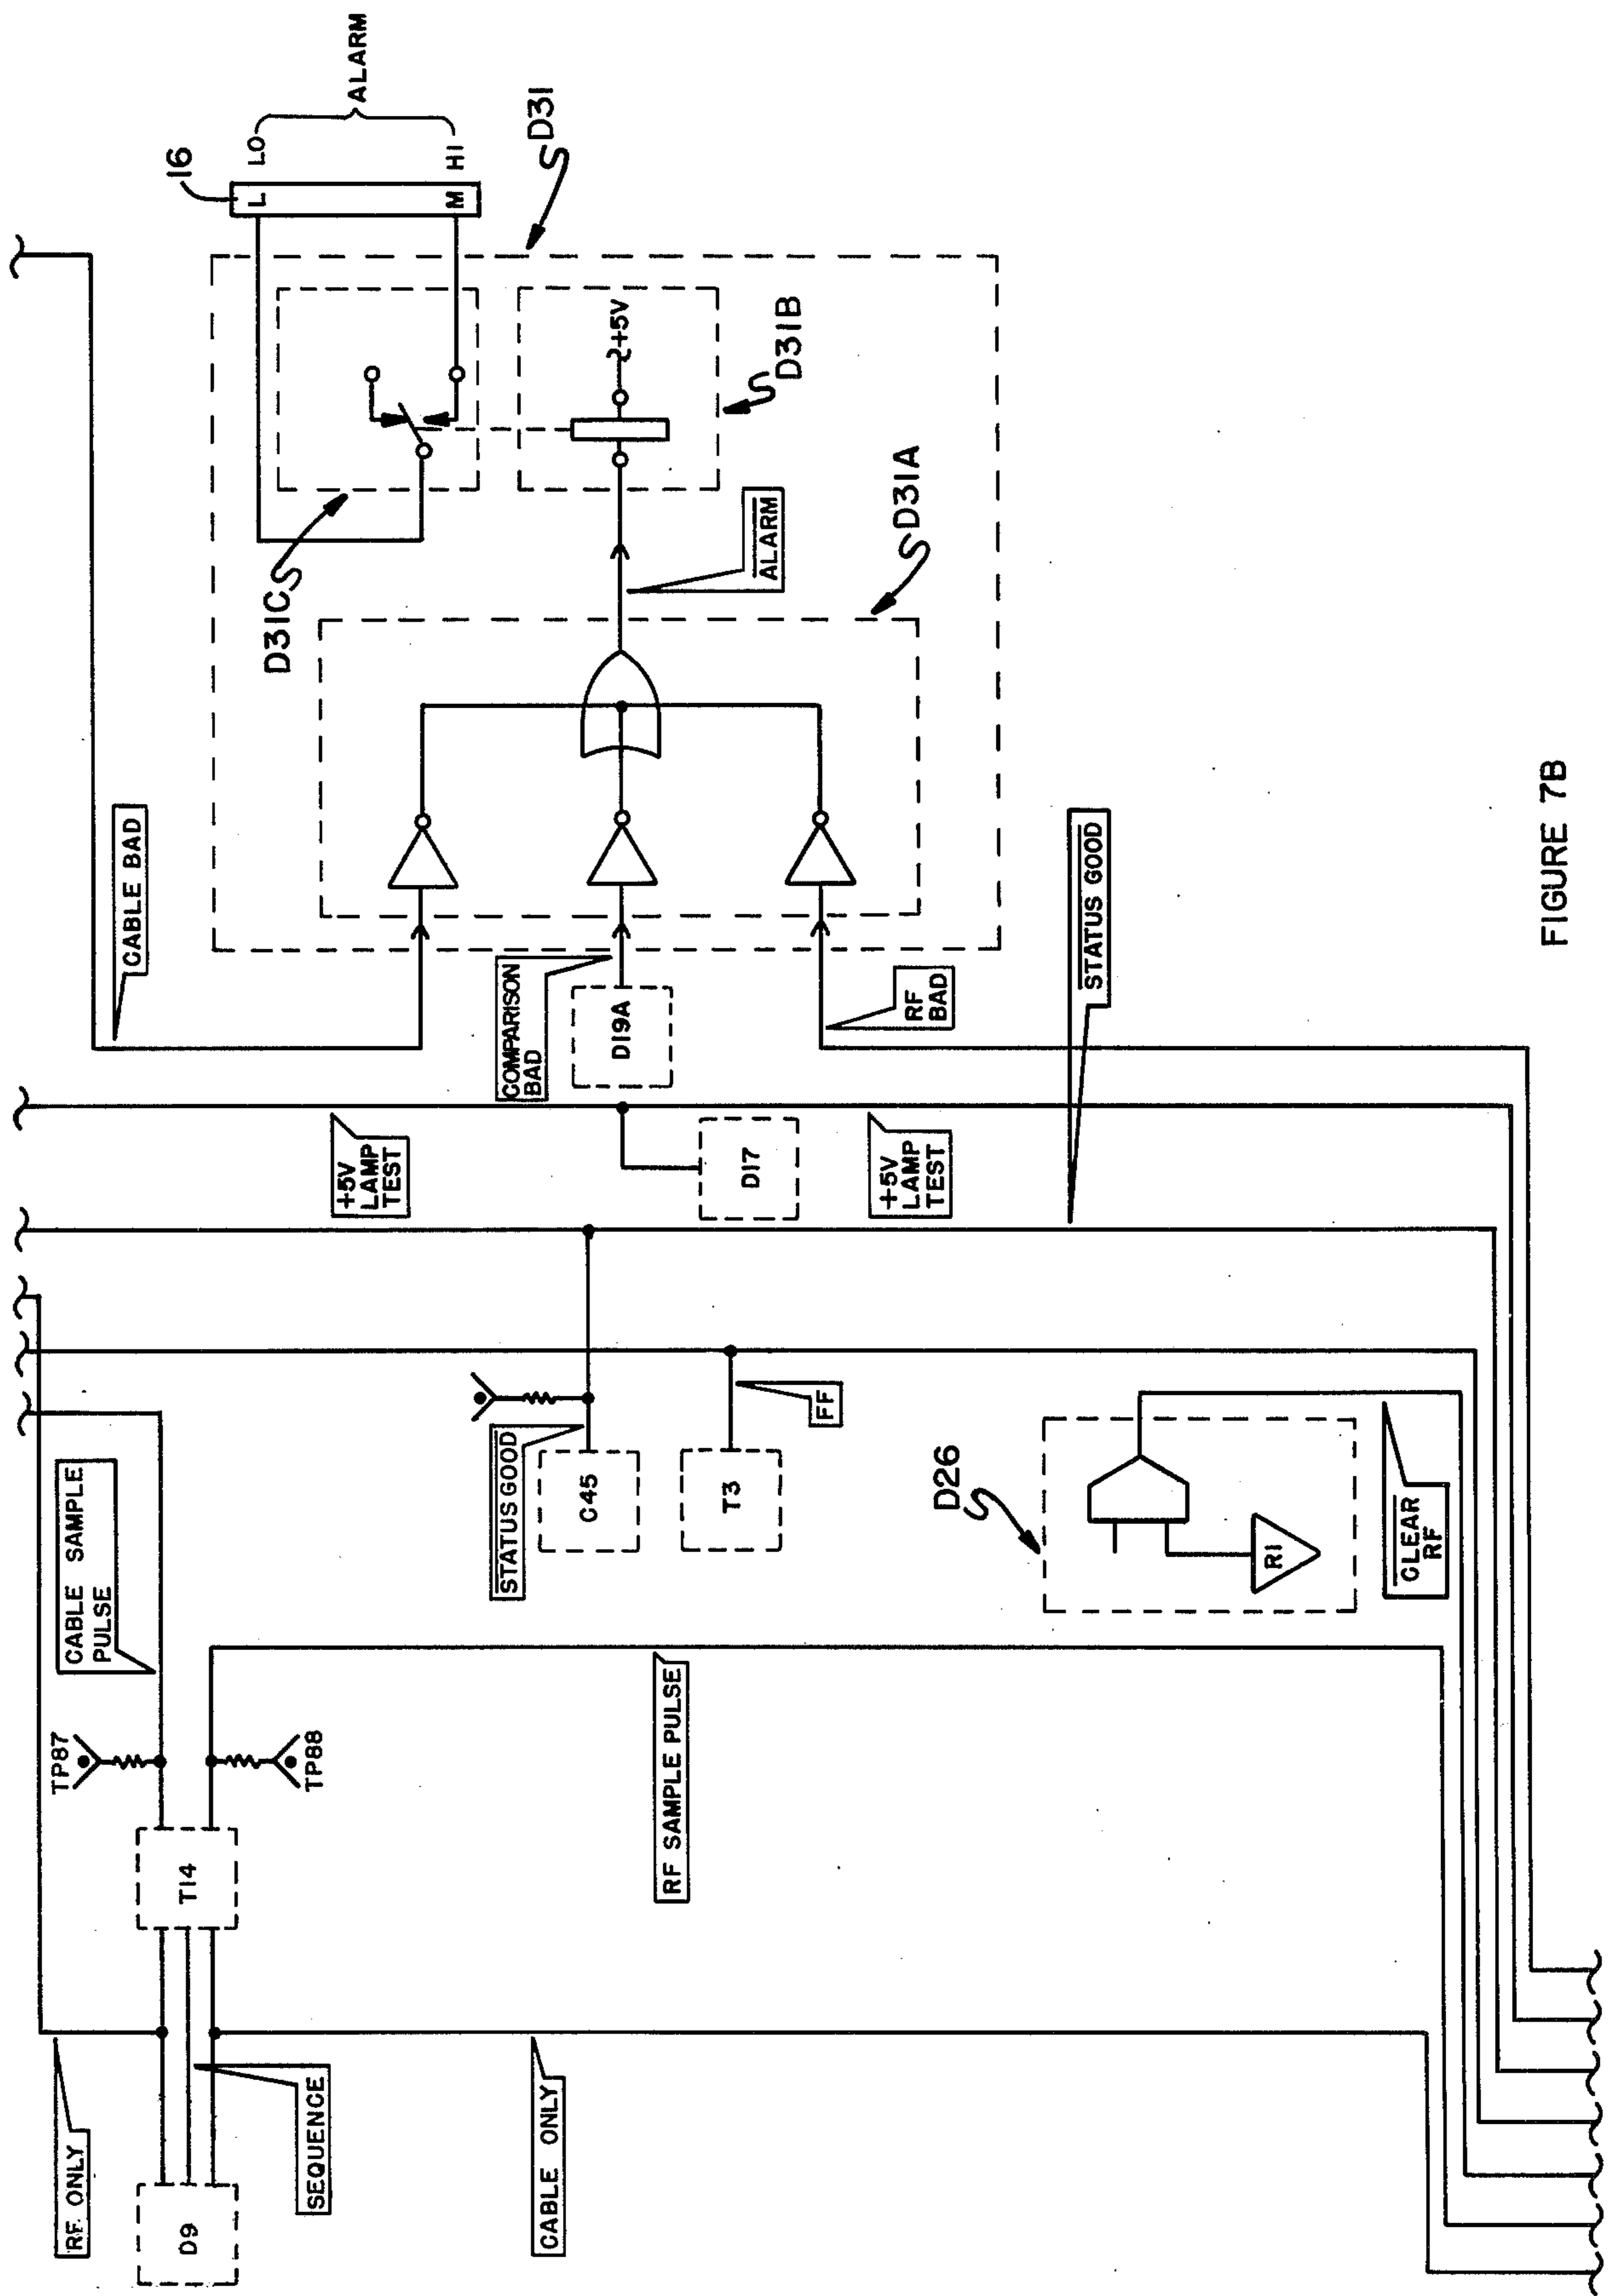 RF ONLY
D9
SEQUENCE
CABLE ONLY
T14
TP87
TP88
CABLE SAMPLE
PULSE
RF SAMPLE PULSE
STATUS GOOD
C45
T3
FF
D26
R1
CLEAR
RF
+5V
LAMP
TEST
D17
+5V
LAMP
TEST
STATUS GOOD
CABLE BAD
COMPARISON
BAD
D19A
RF
BAD
D31A
ALARM
D31C
D31B
+5V
D31
16
L
M
LO
HI
ALARM
FIGURE 7B